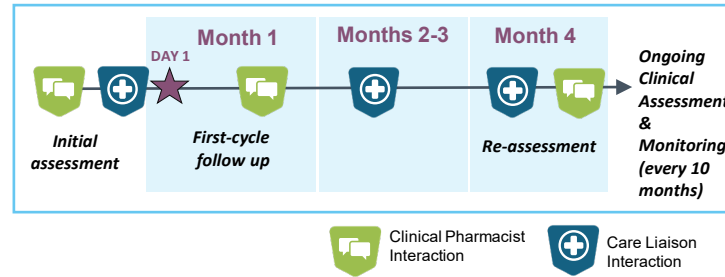 Month 1
Months 2-3
Month 4
DAY 1
Initial
assessment
First-cycle
follow up
Re-assessment
Ongoing
Clinical
Assessment
&
Monitoring
(every 10
months)
Clinical Pharmacist
Interaction
Care Liaison
Interaction